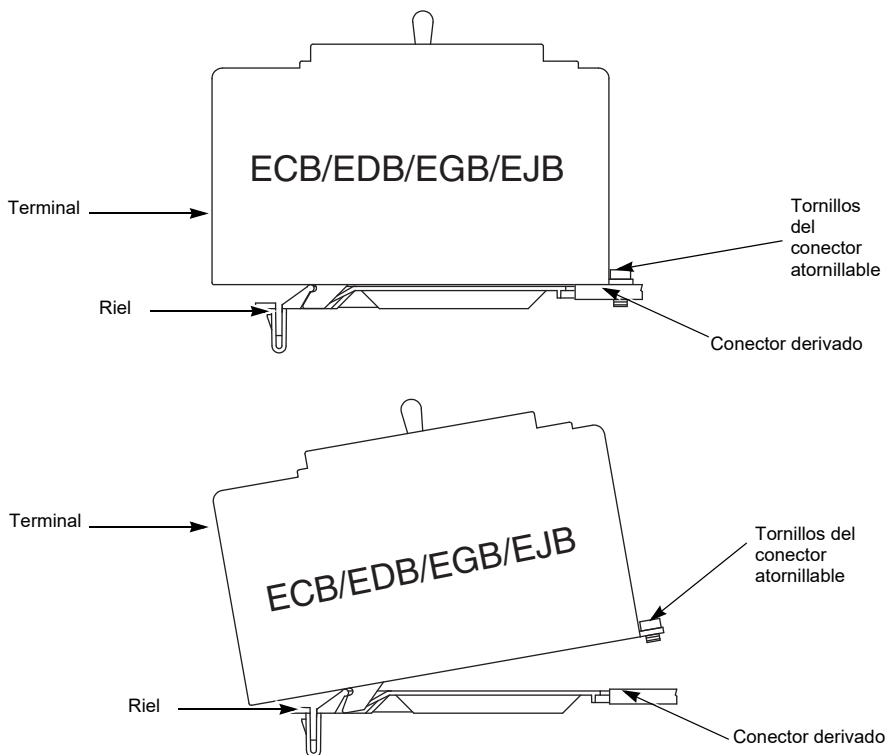 ECB/EDB/EGB/EJB
Terminal
Tornillos
del
conector
atornillable
Riel
Conector derivado
Terminal
ECB/EDB/EGB/EJB
Tornillos del
conector
atornillable
Riel
Conector derivado